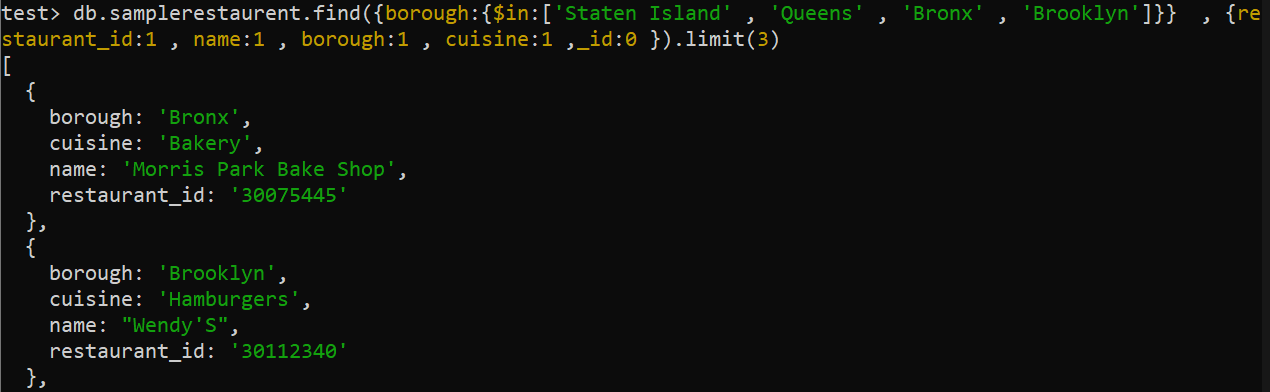 test> db.samplerestaurent.find({borough:{$in:['Staten Island' , 'Queens' , 'Bronx' , 'Brooklyn']}}  , {re
staurant_id:1 , name:1 , borough:1 , cuisine:1 ,_id:0 }).limit(3)
[
  {
    borough: 'Bronx',
    cuisine: 'Bakery',
    name: 'Morris Park Bake Shop',
    restaurant_id: '30075445'
  },
  {
    borough: 'Brooklyn',
    cuisine: 'Hamburgers',
    name: "Wendy'S",
    restaurant_id: '30112340'
  },